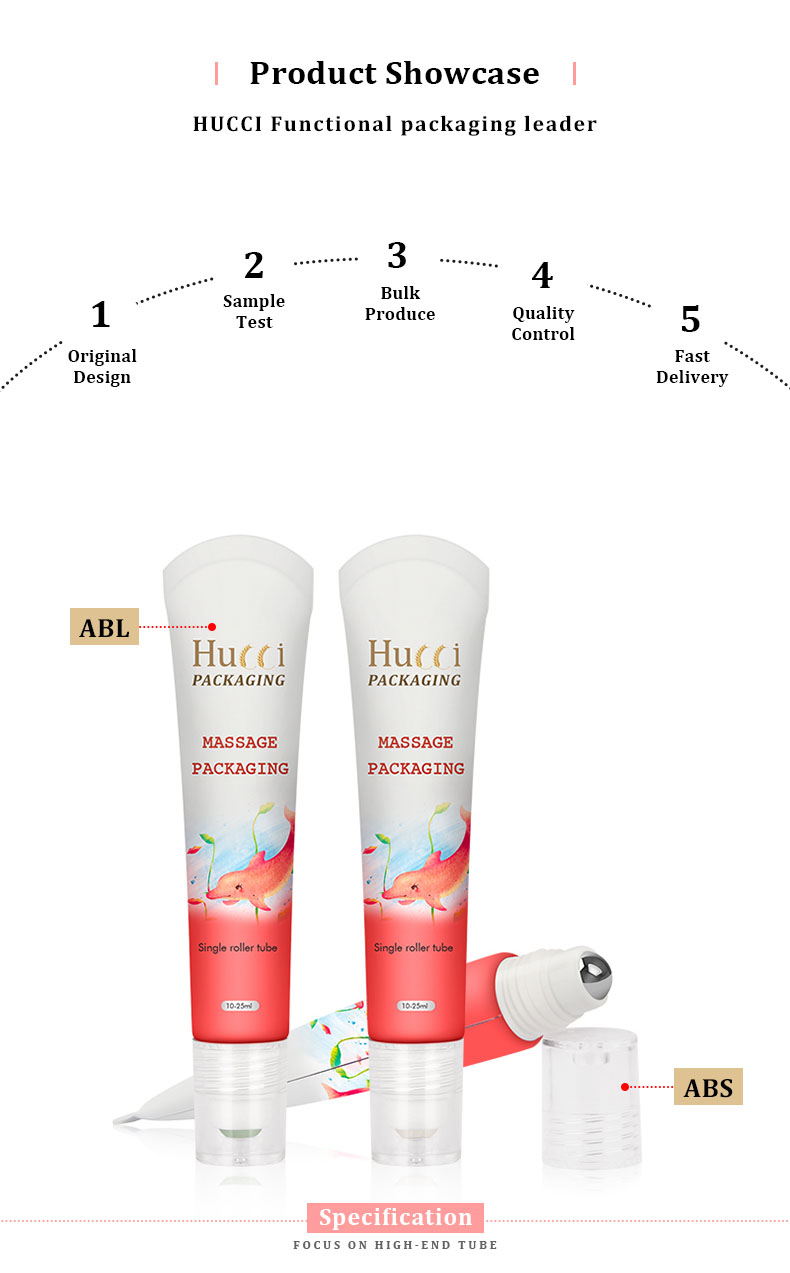 Product Showcase
HUCCI Functional packaging leader
1
Original
Design
2
Sample
Test
3
Bulk
Produce
4
Quality
Control
5
Fast
Delivery
ABL
Hucci
PACKAGING
MASSAGE
PACKAGING
Single roller tube
10-25ml
Hucci
PACKAGING
MASSAGE
PACKAGING
Single roller tube
10-25ml
ABS
Specification
FOCUS ON HIGH-END TUBE